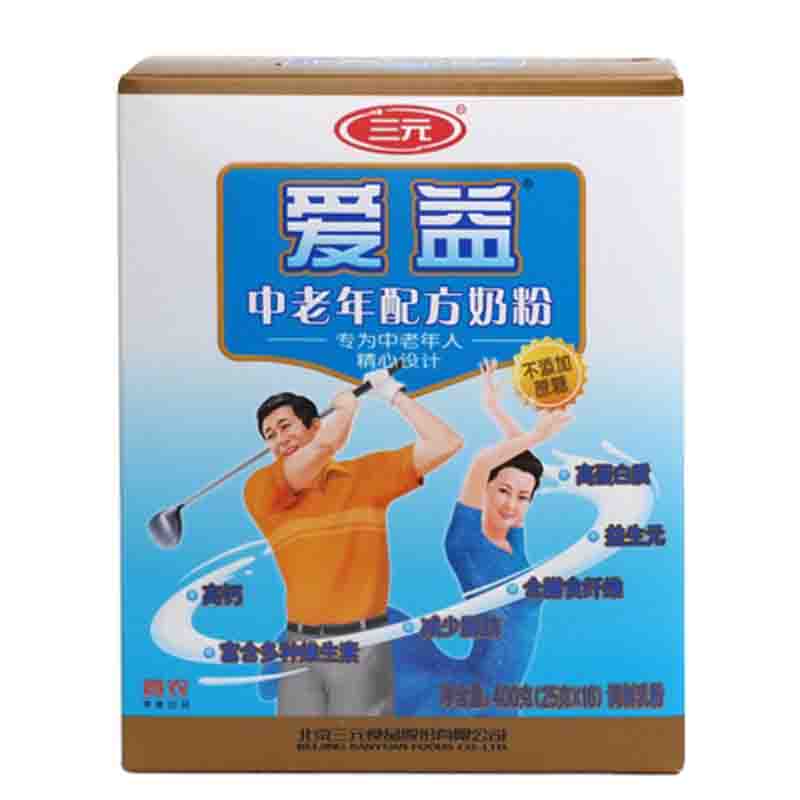 三元®
爱益®
中老年配方奶粉
专为中老年人
精心设计
不添加
蔗糖
高蛋白质
益生元
含膳食纤维
减少脂肪
高钙
富含多种维生素
首农
净含量:400克(25克×16) 调制乳粉
北京三元食品股份有限公司
BEIJING SANYUAN FOODS CO·LTD·